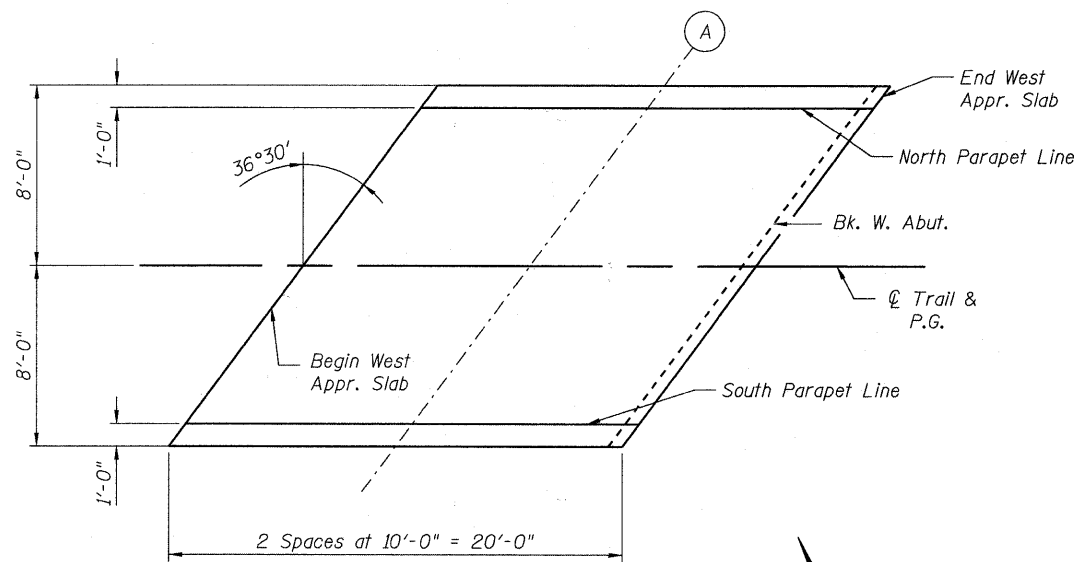 A
End West
Appr. Slab
1'-0"
36°30'
North Parapet Line
8'-0"
Bk. W. Abut.
℄ Trail &
P.G.
8'-0"
Begin West
Appr. Slab
South Parapet Line
1'-0"
2 Spaces at 10'-0" = 20'-0"